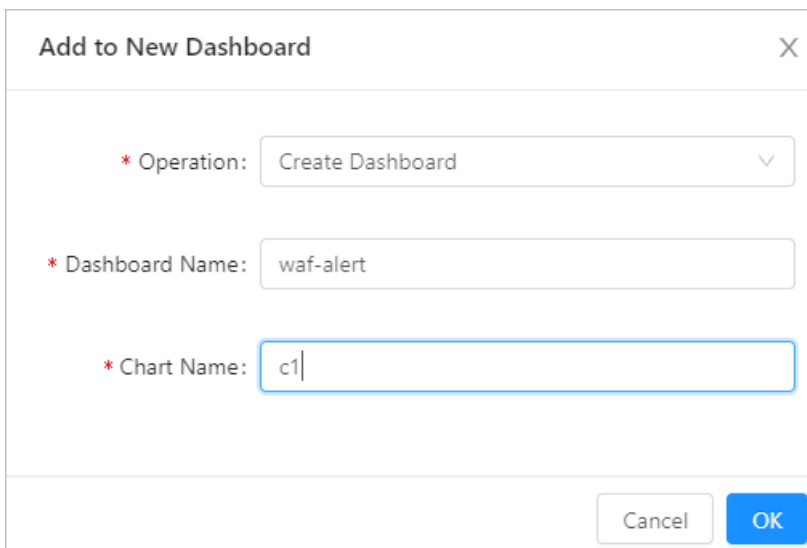 Add to New Dashboard
* Operation: Create Dashboard
* Dashboard Name: waf-alert
* Chart Name: c1
Cancel OK